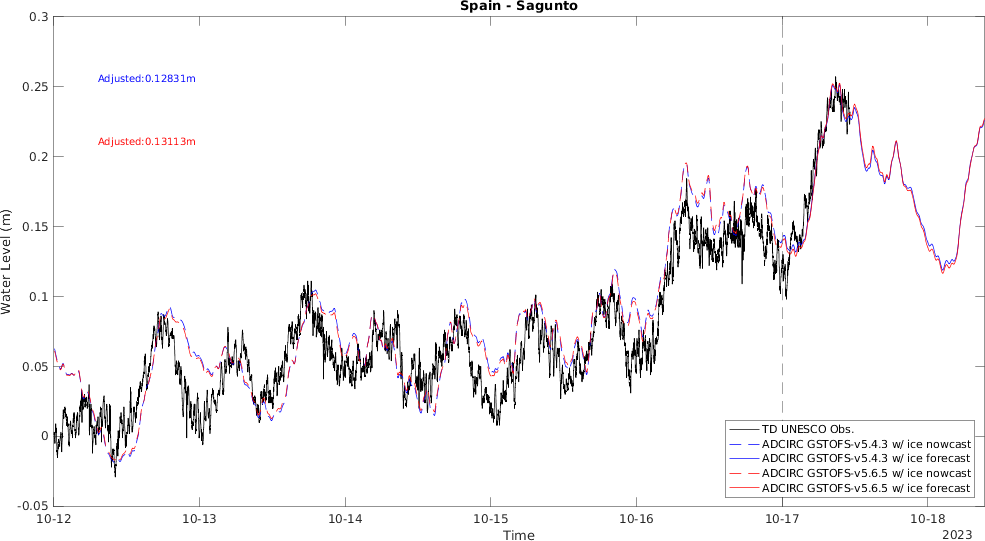 Spain - Sagunto
0.3
0.25
0.2
0.15
0.1
0.05
0
-0.05
Water Level (m)
Adjusted:0.12831m
Adjusted:0.13113m
TD UNESCO Obs.
ADCIRC GSTOFS-v5.4.3 w/ ice nowcast
ADCIRC GSTOFS-v5.4.3 w/ ice forecast
ADCIRC GSTOFS-v5.6.5 w/ ice nowcast
ADCIRC GSTOFS-v5.6.5 w/ ice forecast
10-12 10-13 10-14 10-15 10-16 10-17 10-18
Time
2023